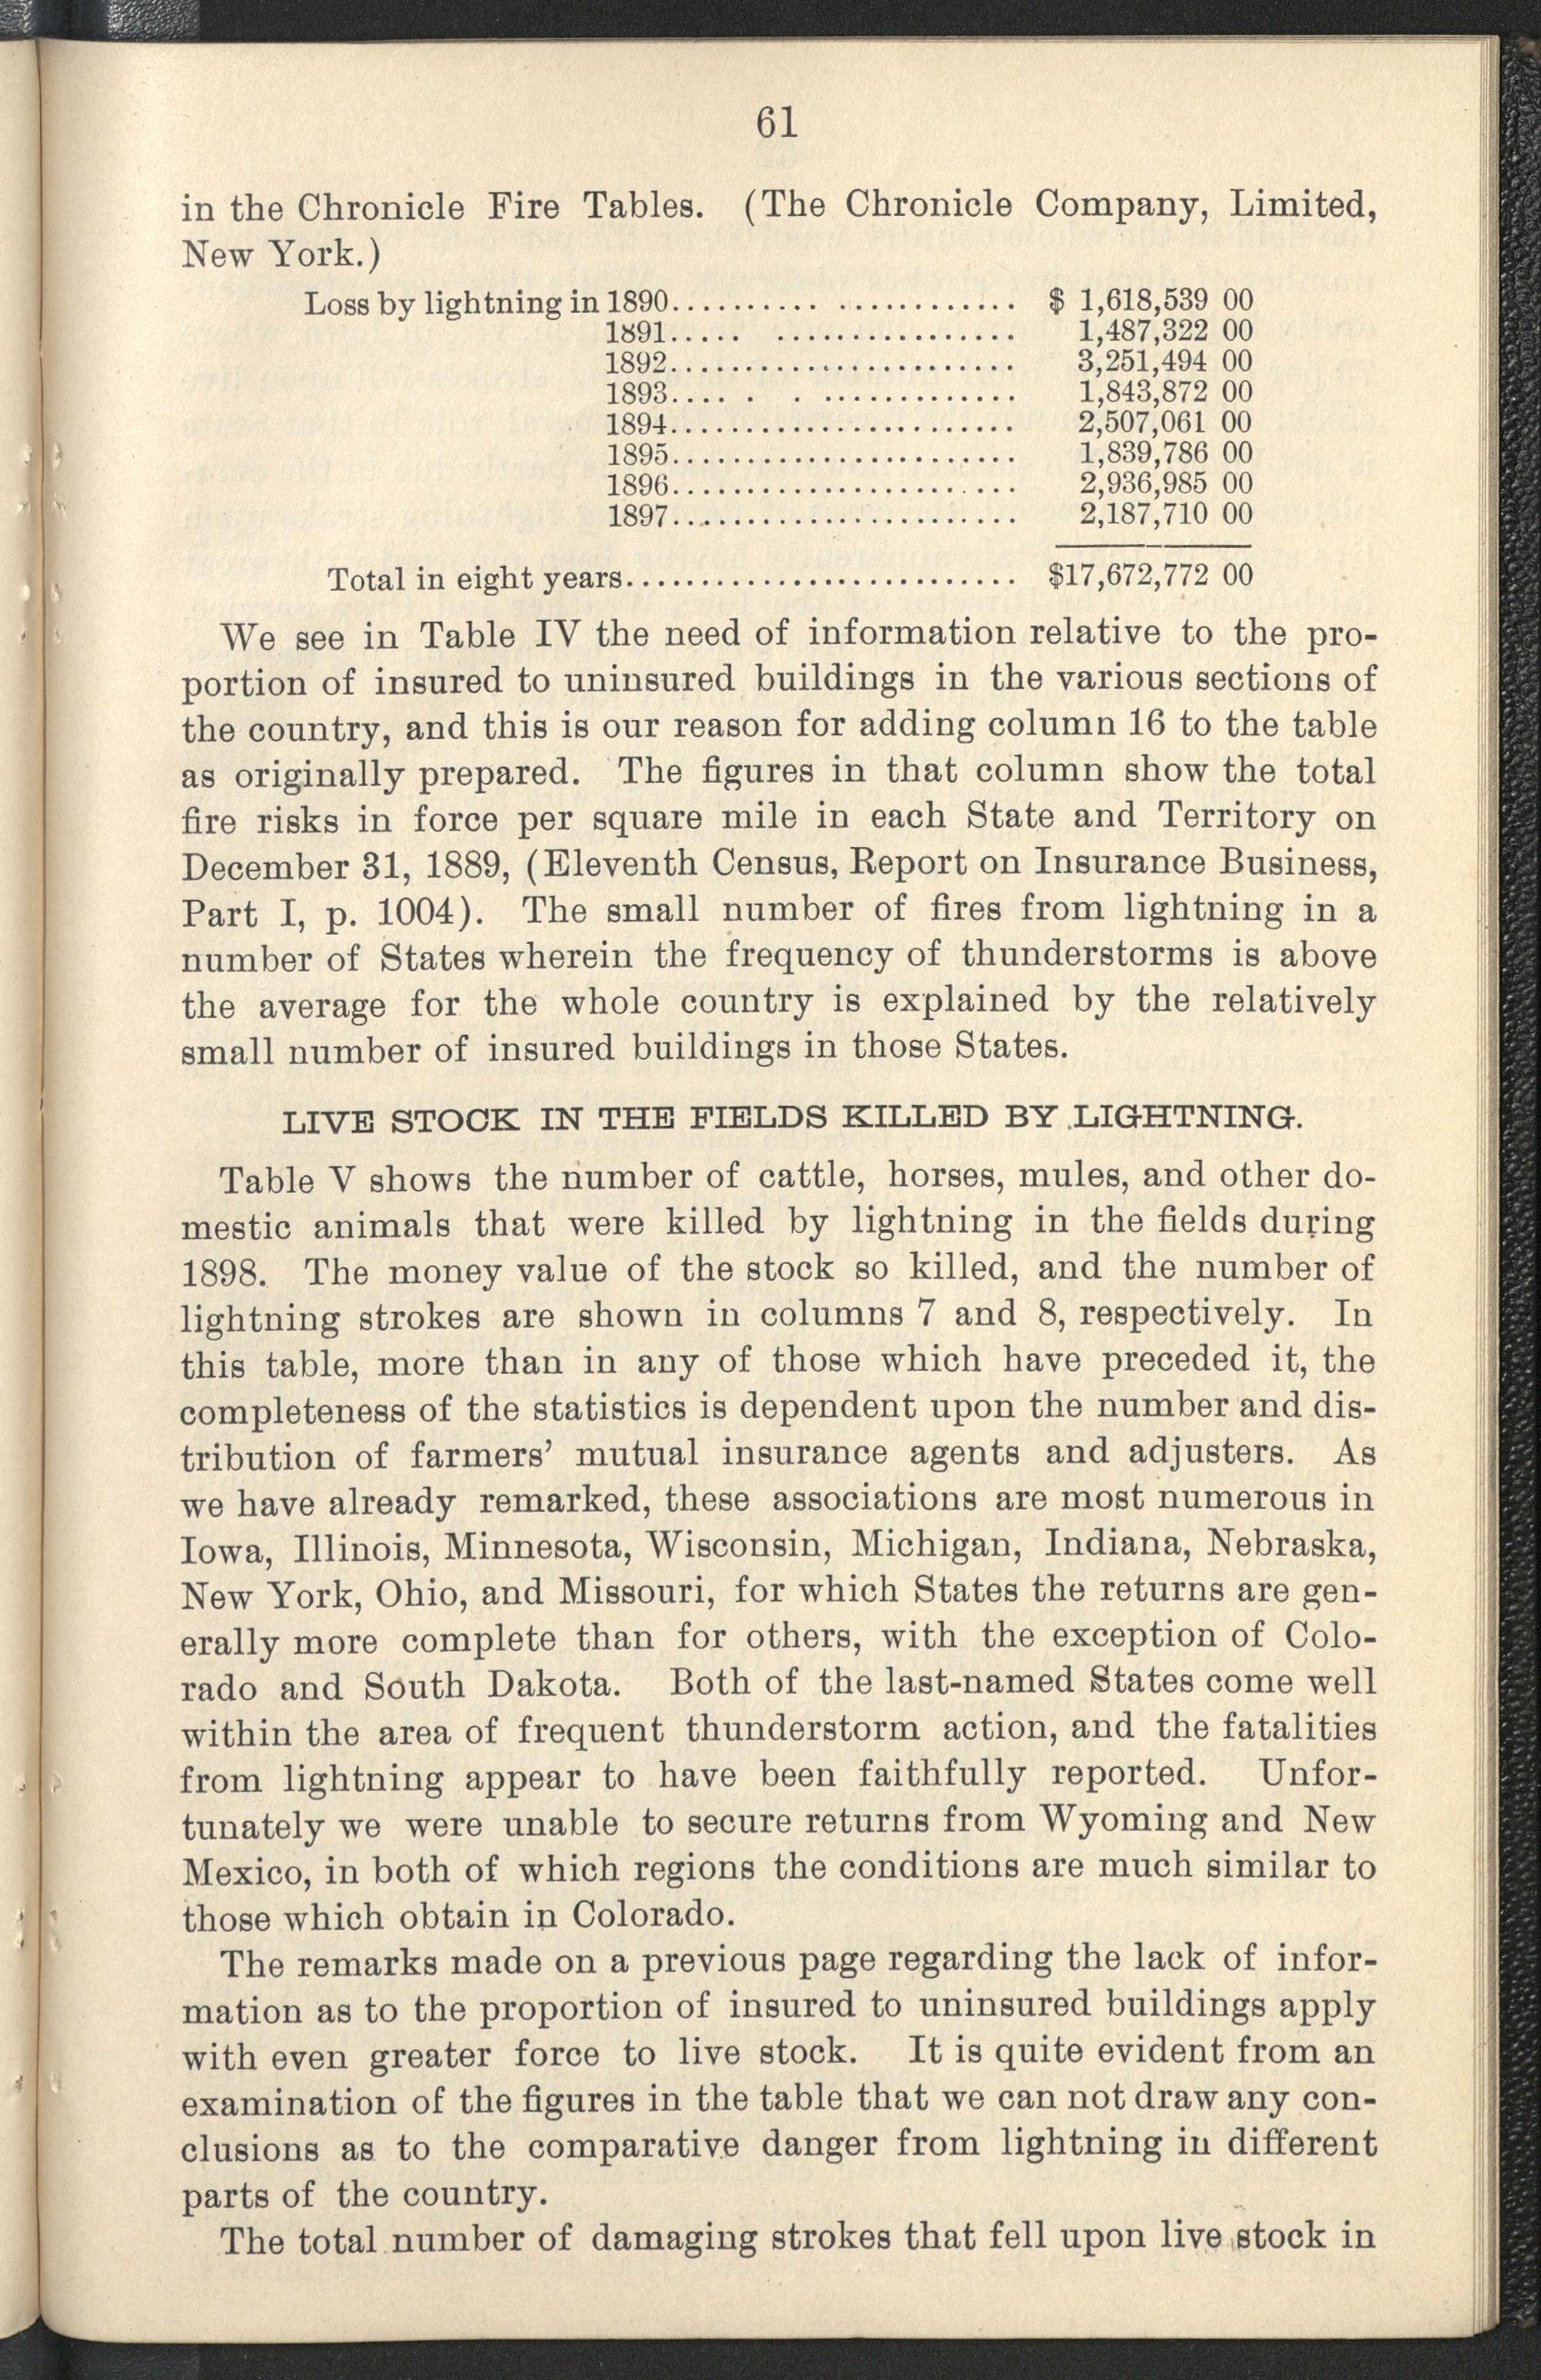 61
in the Chronicle Fire Tables. (The Chronicle Company, Limited,
New York.)
Loss by lightning in 1890.......... ............ $ 1,618,539 00
1891..... ................ 1,487,322 00
1892....................... 3,251,494 00
1893.... . . ............. 1,843,872 00
1894....................... 2,507,061 00
1895....................... 1,839,786 00
1896....................... 2,936,985 00
1897....................... 2,187,710 00
Total in eight years.......................... $17,672,772 00
We see in Table IV the need of information relative to the pro-
portion of insured to uninsured buildings in the various sections of
the country, and this is our reason for adding column 16 to the table
as originally prepared. The figures in that column show the total
fire risks in force per square mile in each State and Territory on
December 31, 1889, (Eleventh Census, Report on Insurance Business,
Part I, p. 1004). The small number of fires from lightning in a
number of States wherein the frequency of thunderstorms is above
the average for the whole country is explained by the relatively
small number of insured buildings in those States.
LIVE STOCK IN THE FIELDS KILLED BY LIGHTNING.
Table V shows the number of cattle, horses, mules, and other do-
mestic animals that were killed by lightning in the fields during
1898. The money value of the stock so killed, and the number of
lightning strokes are shown in columns 7 and 8, respectively. In
this table, more than in any of those which have preceded it, the
completeness of the statistics is dependent upon the number and dis-
tribution of farmers' mutual insurance agents and adjusters. As
we have already remarked, these associations are most numerous in
Iowa, Illinois, Minnesota, Wisconsin, Michigan, Indiana, Nebraska,
New York, Ohio, and Missouri, for which States the returns are gen-
erally more complete than for others, with the exception of Colo-
rado and South Dakota. Both of the last-named States come well
within the area of frequent thunderstorm action, and the fatalities
from lightning appear to have been faithfully reported. Unfor-
tunately we were unable to secure returns from Wyoming and New
Mexico, in both of which regions the conditions are much similar to
those which obtain in Colorado.
The remarks made on a previous page regarding the lack of infor-
mation as to the proportion of insured to uninsured buildings apply
with even greater force to live stock. It is quite evident from an
examination of the figures in the table that we can not draw any con-
clusions as to the comparative danger from lightning in different
parts of the country.
The total number of damaging strokes that fell upon live stock in